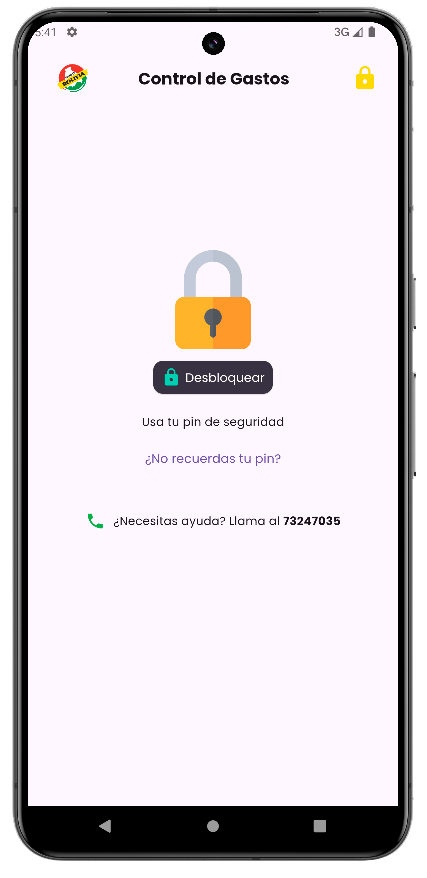 5:41
3G
BOLIVIA
Control de Gastos
Desbloquear
Usa tu pin de seguridad
¿No recuerdas tu pin?
¿Necesitas ayuda? Llama al 73247035